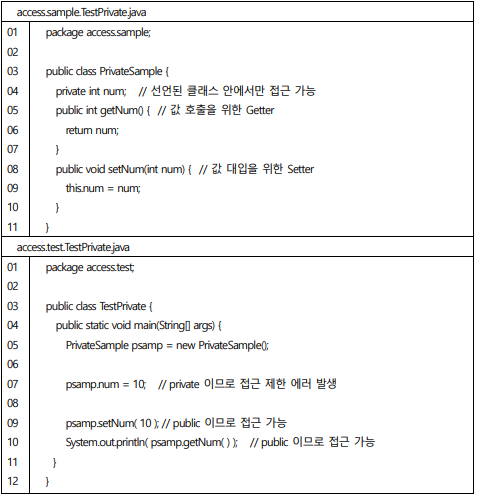 access.sample.TestPrivate.java
01 package access.sample;
02
03 public class PrivateSample {
04 private int num; // 선언된 클래스 안에서만 접근 가능
05 public int getNum() { // 값 호출을 위한 Getter
06 return num;
07 }
08 public void setNum(int num) { // 값 대입을 위한 Setter
09 this.num = num;
10 }
11 }
access.test.TestPrivate.java
01 package access.test;
02
03 public class TestPrivate {
04 public static void main(String[] args) {
05 PrivateSample psamp = new PrivateSample();
06
07 psamp.num = 10; // private 이므로 접근 제한 에러 발생
08
09 psamp.setNum( 10 ); // public 이므로 접근 가능
10 System.out.println( psamp.getNum( ) ); // public 이므로 접근 가능
11 }
12 }